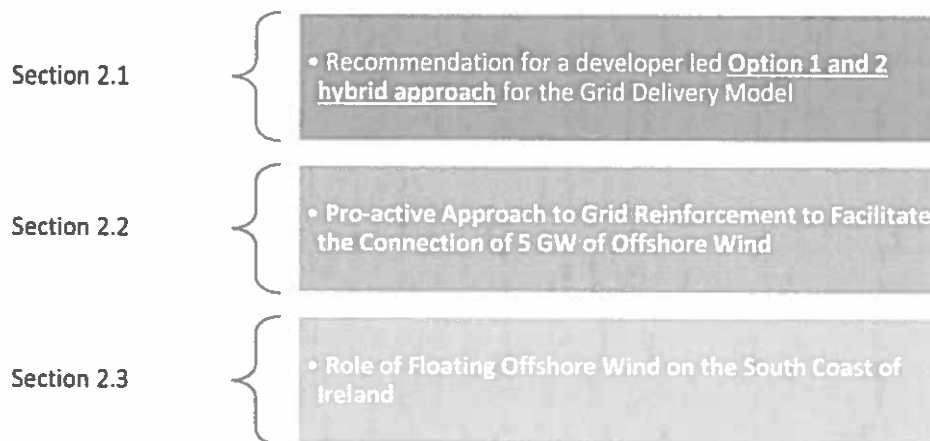 Section 2.1
• Recommendation for a developer led Option 1 and 2
hybrid approach for the Grid Delivery Model
Section 2.2
• Pro-active Approach to Grid Reinforcement to Facilitate
the Connection of 5 GW of Offshore Wind
Section 2.3
• Role of Floating Offshore Wind on the South Coast of
Ireland